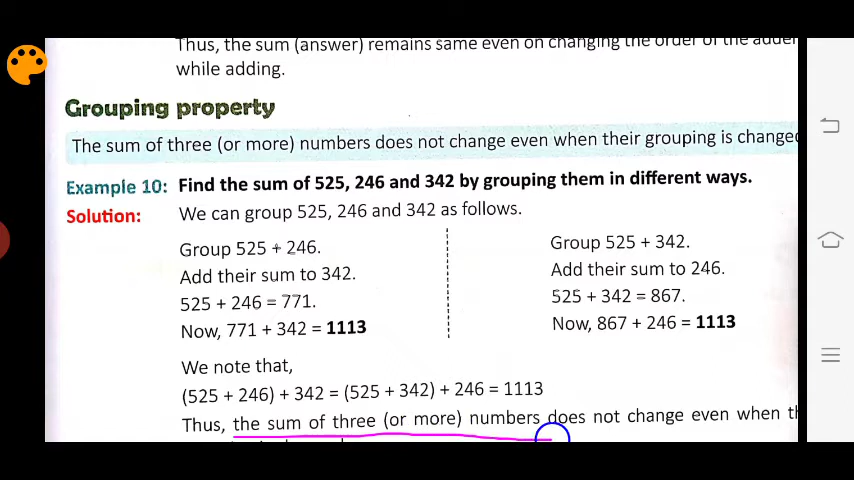 Thus, the sum (answer) remains same even on changing the order of the adden
while adding.
Grouping property
The sum of three (or more) numbers does not change even when their grouping is changed
Example 10: Find the sum of 525, 246 and 342 by grouping them in different ways.
Solution: We can group 525, 246 and 342 as follows.
Group 525 + 246.
Add their sum to 342.
525 + 246 = 771.
Now, 771 + 342 = 1113
Group 525 + 342.
Add their sum to 246.
525 + 342 = 867.
Now, 867 + 246 = 1113
We note that,
(525 + 246) + 342 = (525 + 342) + 246 = 1113
Thus, the sum of three (or more) numbers does not change even when th